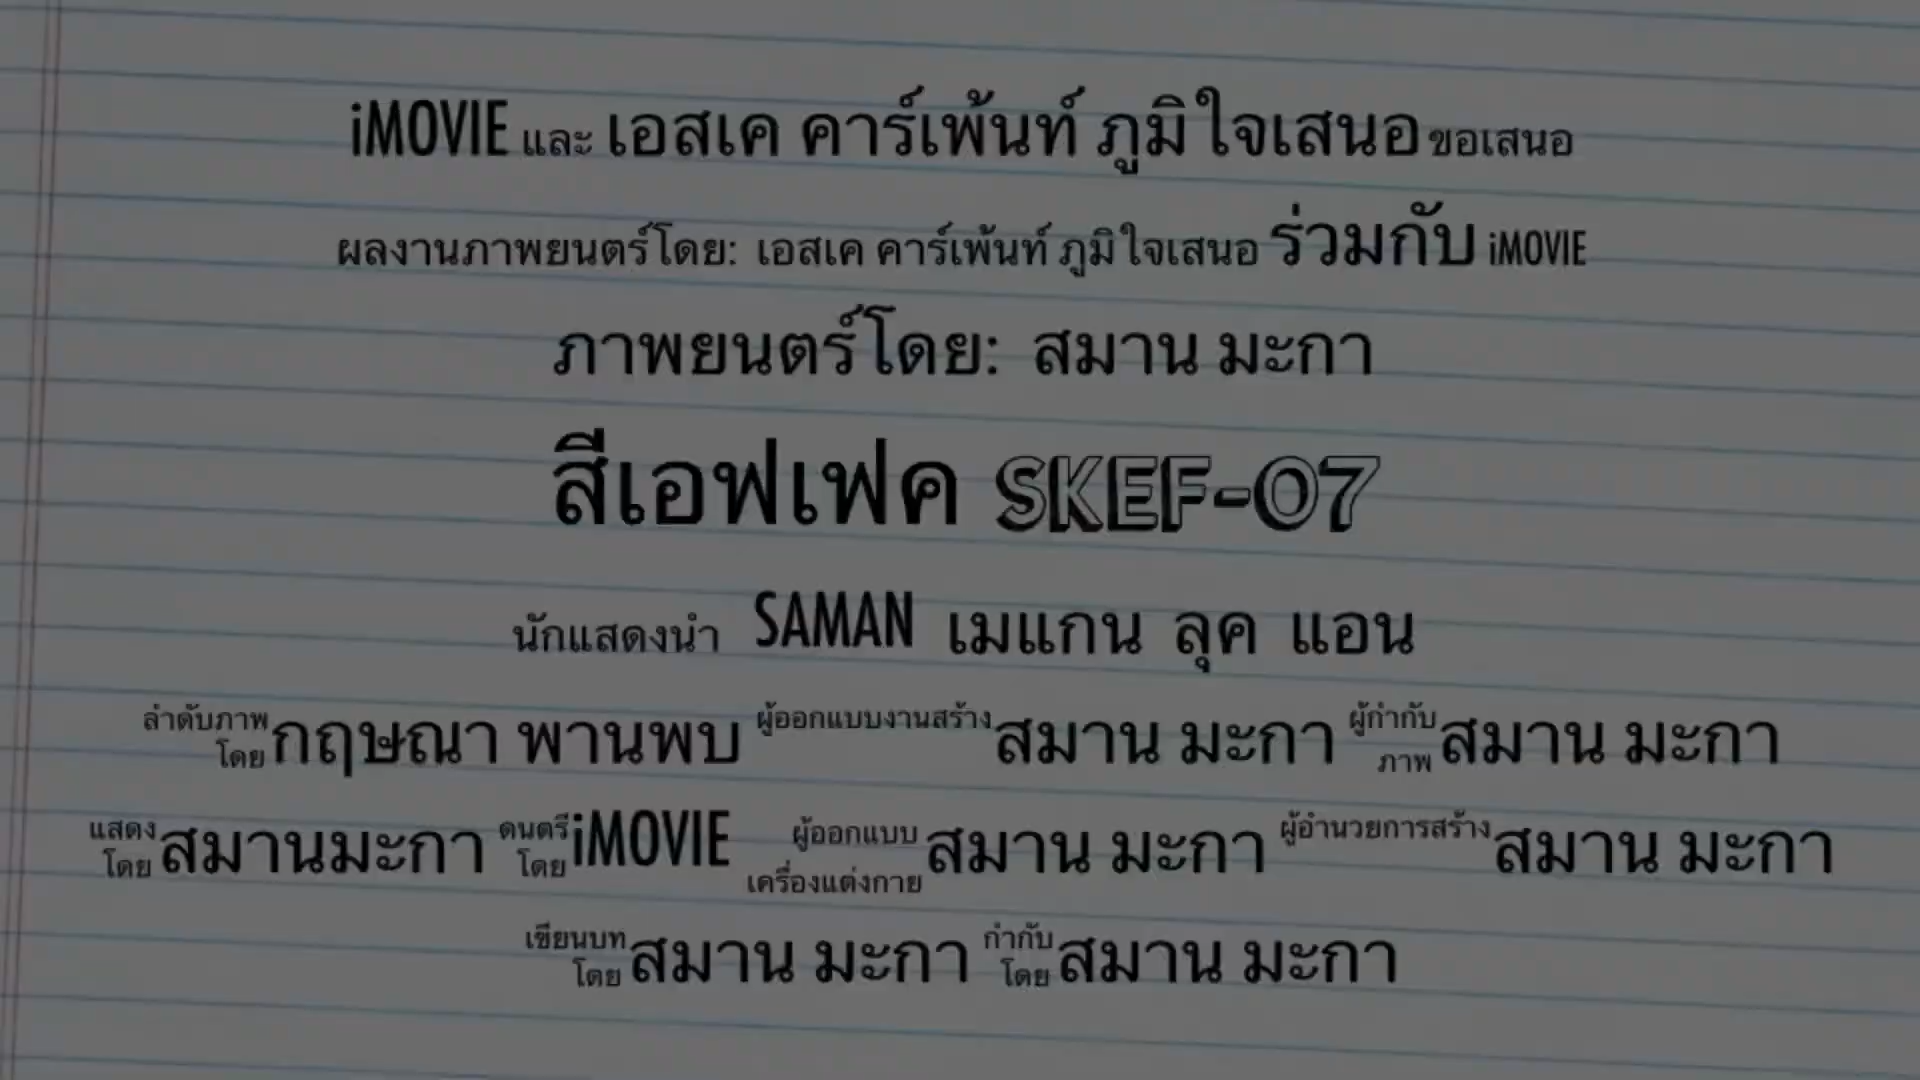 iMOVIE และ เอสเค คาร์เพ้นท์ ภูมิใจเสนอ ขอเสนอ
ผลงานภาพยนตร์โดย: เอสเค คาร์เพ้นท์ ภูมิใจเสนอ ร่วมกับ iMOVIE
ภาพยนตร์โดย: สมาน มะกา
สีเอฟเฟค SKEF-07
นักแสดงนำ SAMAN เมแกน ลุค แอน
ลำดับภาพโดย กฤษณา พานพบ ผู้ออกแบบงานสร้าง สมาน มะกา ผู้กำกับภาพ สมาน มะกา
แสดงโดย สมานมะกา ดนตรีโดย iMOVIE ผู้ออกแบบเครื่องแต่งกาย สมาน มะกา ผู้อำนวยการสร้าง สมาน มะกา
เขียนบทโดย สมาน มะกา กำกับโดย สมาน มะกา